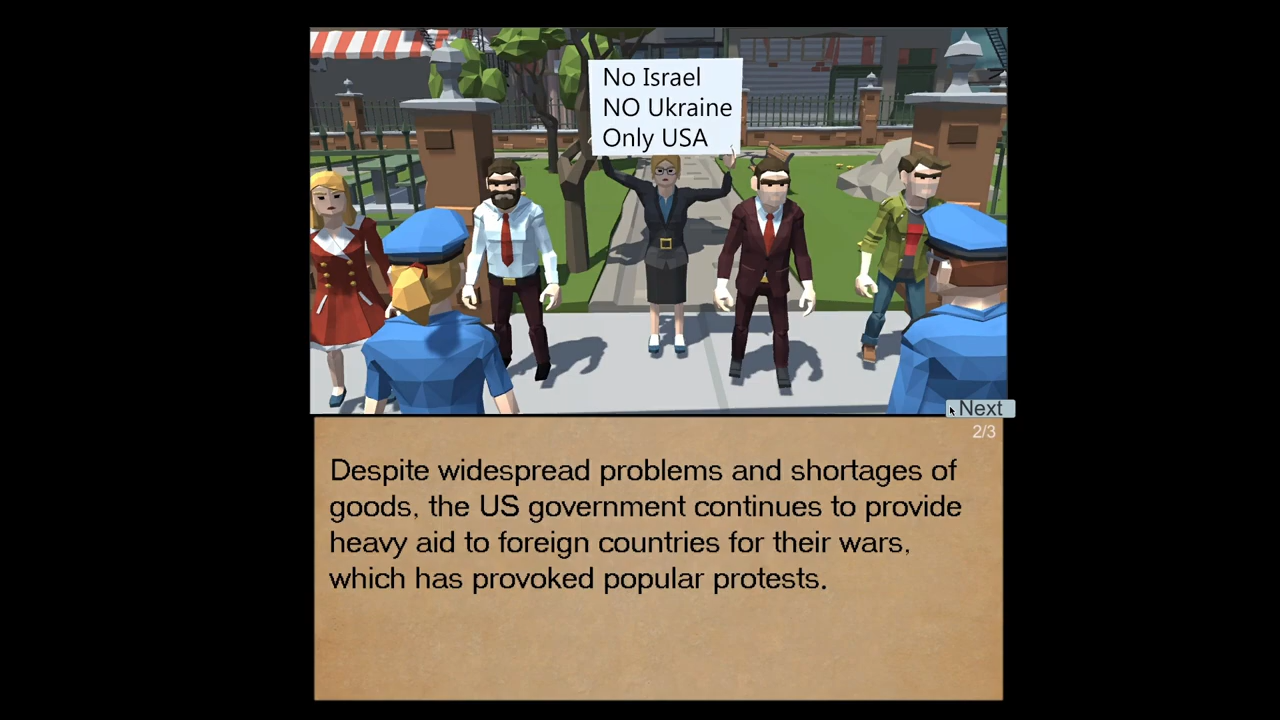 No Israel
NO Ukraine
Only USA
Next
2/3
Despite widespread problems and shortages of
goods, the US government continues to provide
heavy aid to foreign countries for their wars,
which has provoked popular protests.